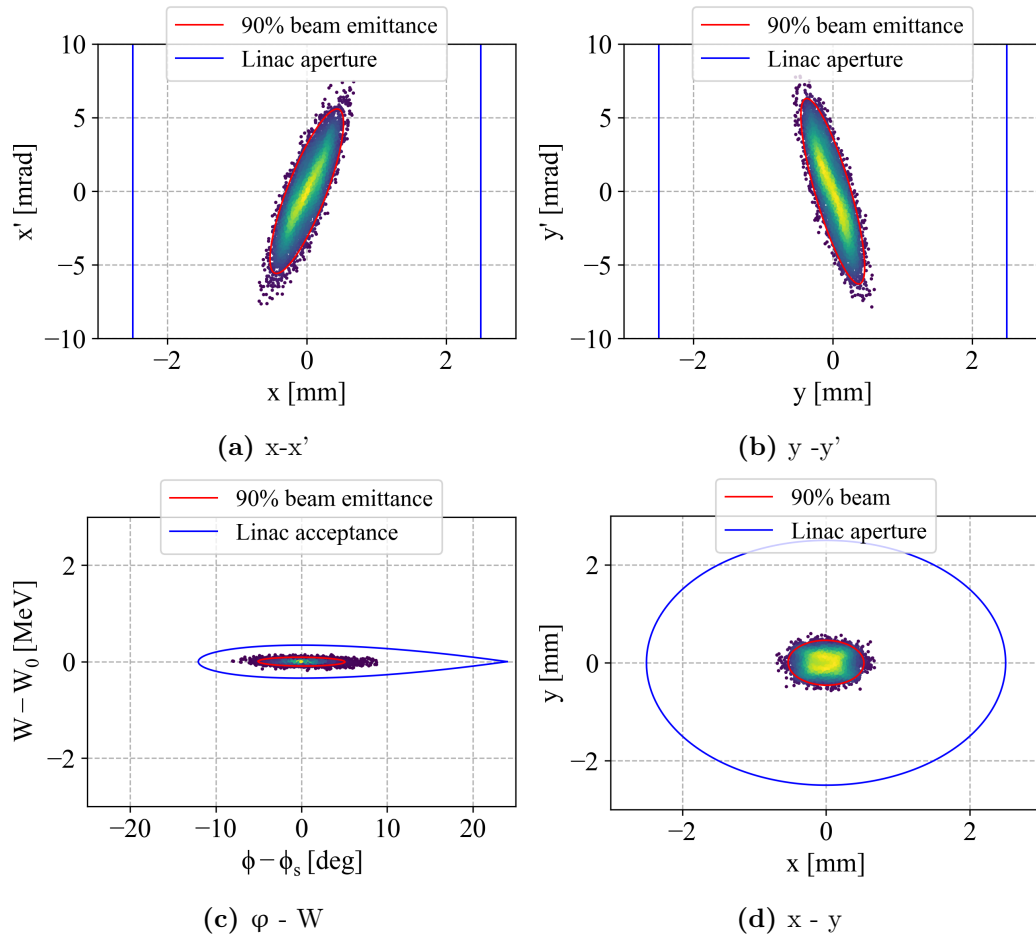 90% beam emittance
Linac aperture
10
5
0
−5
−10
x' [mrad]
−2
0
2
x [mm]
(a) x-x’
90% beam emittance
Linac aperture
10
5
0
−5
−10
y' [mrad]
−2
0
2
y [mm]
(b) y -y’
90% beam emittance
Linac acceptance
2
0
−2
W − W₀ [MeV]
−20
−10
0
10
20
ϕ − ϕₛ [deg]
(c) φ - W
90% beam
Linac aperture
2
0
−2
y [mm]
−2
0
2
x [mm]
(d) x - y